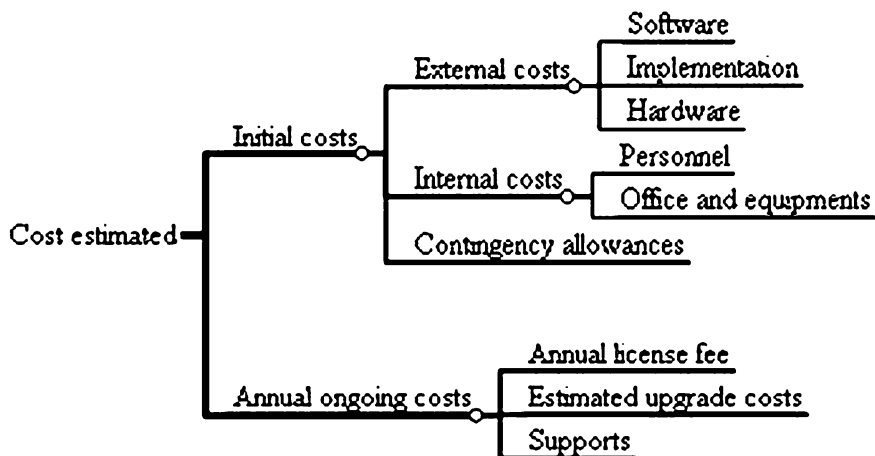 Software
External costs
Implementation
Hardware
Initial costs
Personnel
Internal costs
Office and equipments
Cost estimated
Contingency allowances
Annual license fee
Annual ongoing costs
Estimated upgrade costs
Supports